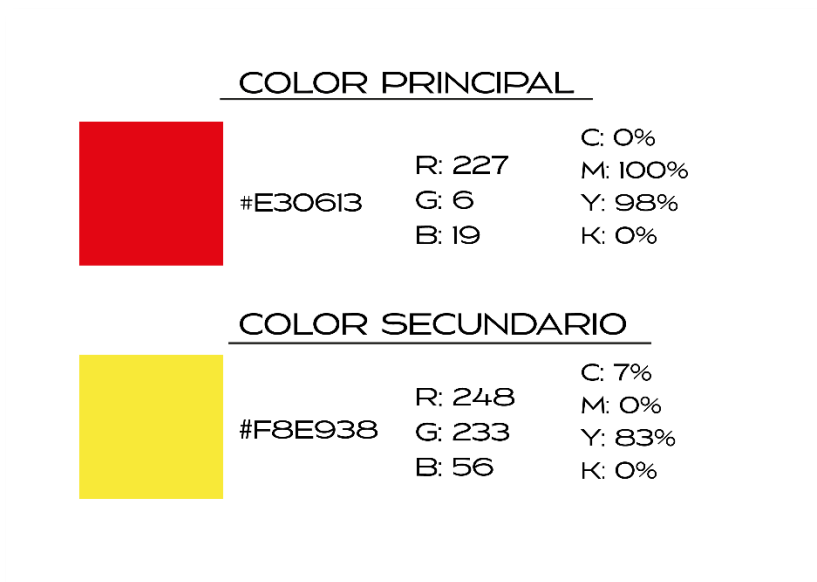 COLOR PRINCIPAL
#E30613
R: 227
G: 6
B: 19
C: 0%
M: 100%
Y: 98%
K: 0%
COLOR SECUNDARIO
#F8E938
R: 248
G: 233
B: 56
C: 7%
M: 0%
Y: 83%
K: 0%